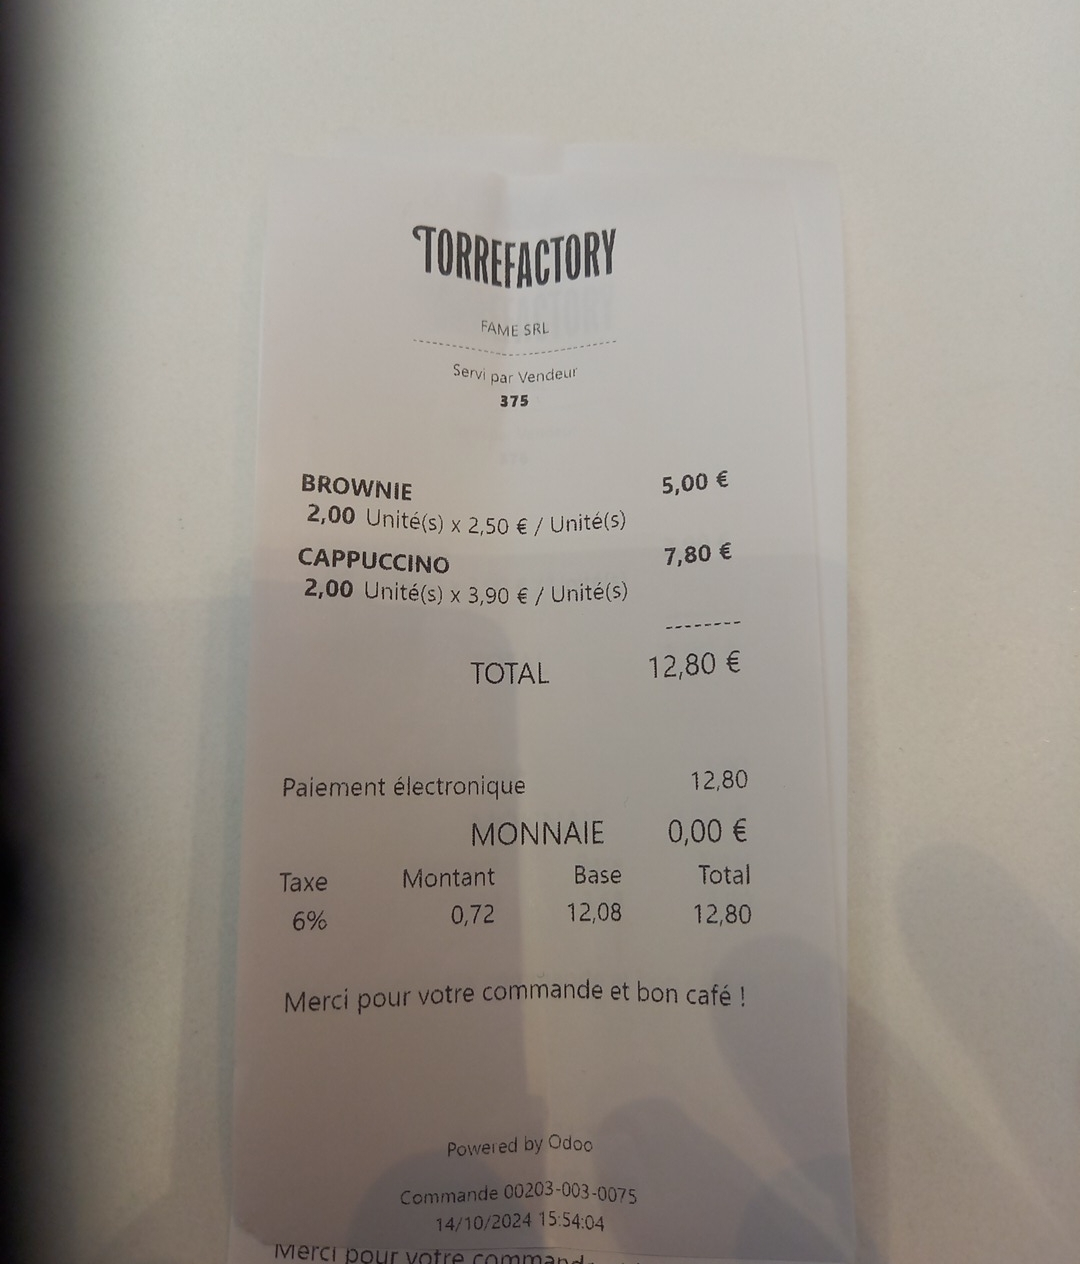 TORREFACTORY
FAME SRL
Servi par Vendeur
375
BROWNIE 5,00 €
2,00 Unité(s) x 2,50 € / Unité(s)
CAPPUCCINO 7,80 €
2,00 Unité(s) x 3,90 € / Unité(s)
--------
TOTAL 12,80 €
Paiement électronique 12,80
MONNAIE 0,00 €
Taxe Montant Base Total
6% 0,72 12,08 12,80
Merci pour votre commande et bon café !
Powered by Odoo
Commande 00203-003-0075
14/10/2024 15:54:04
Merci pour votre